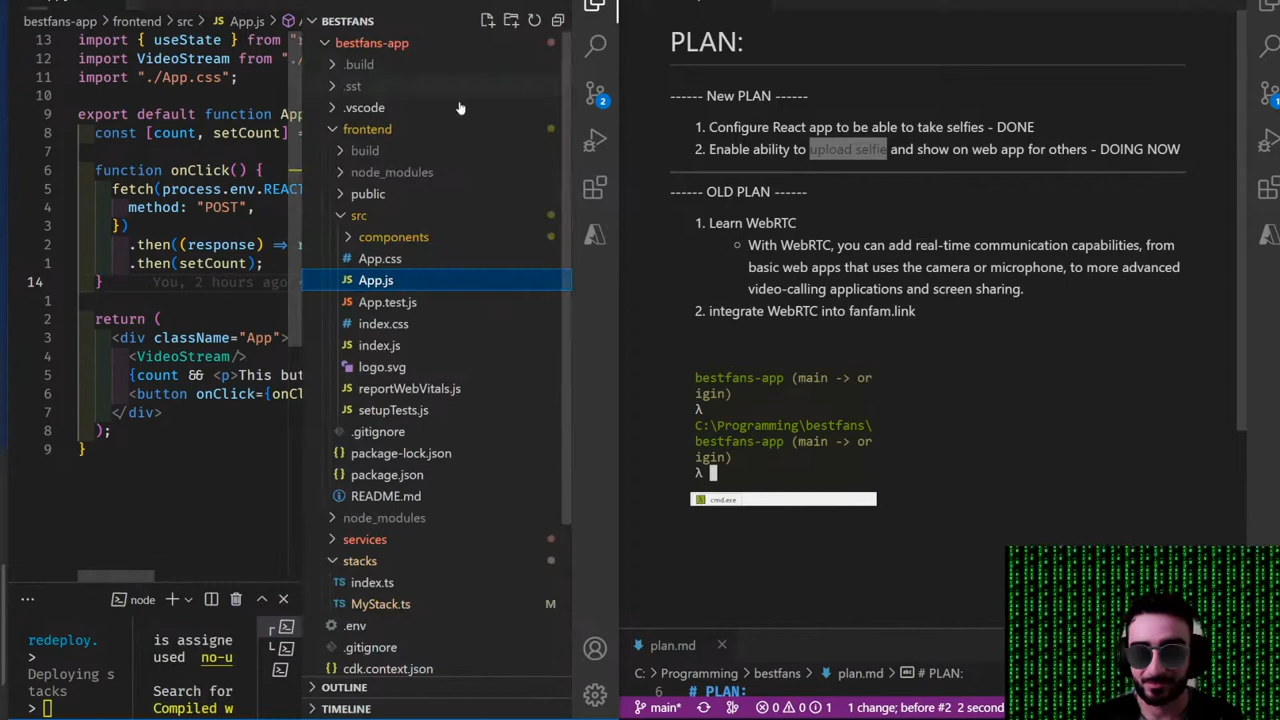 bestfans-app > frontend > src > JS App.js >
13 import { useState } from "r
12 import VideoStream from "./
11 import "./App.css";
10
9 export default function App
8 const [count, setCount] =
7
6 function onClick() {
5 fetch(process.env.REACT
4 method: "POST",
3 })
2 .then((response) => r
1 .then(setCount);
14 } You, 2 hours ago
1
2 return (
3 <div className="App">
4 <VideoStream/>
5 {count && <p>This but
6 <button onClick={onCl
7 </div>
8 );
9 }
··· node
redeploy.
>
Deploying s
tacks
>
is assigne
used no-u
Search for
Compiled w
BESTFANS
bestfans-app
.build
.sst
.vscode
frontend
build
node_modules
public
src
components
# App.css
JS App.js
JS App.test.js
# index.css
JS index.js
logo.svg
JS reportWebVitals.js
JS setupTests.js
.gitignore
package-lock.json
package.json
README.md
node_modules
services
stacks
TS index.ts
TS MyStack.ts M
.env
.gitignore
cdk.context.json
OUTLINE
TIMELINE
2
PLAN:
------ New PLAN ------
1. Configure React app to be able to take selfies - DONE
2. Enable ability to upload selfie and show on web app for others - DOING NOW
------ OLD PLAN ------
1. Learn WebRTC
With WebRTC, you can add real-time communication capabilities, from
basic web apps that uses the camera or microphone, to more advanced
video-calling applications and screen sharing.
2. integrate WebRTC into fanfam.link
bestfans-app (main -> or
igin)
λ
C:\Programming\bestfans\
bestfans-app (main -> or
igin)
λ
cmd.exe
plan.md
C: > Programming > bestfans > plan.md > # PLAN:
6 # PLAN:
main* 0 0 1 1 change; before #2 2 second